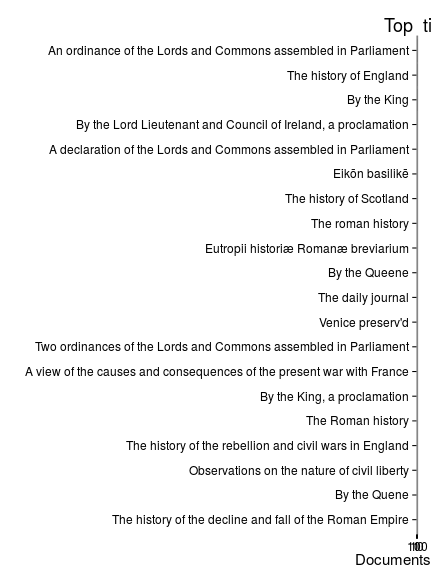 Top ti
An ordinance of the Lords and Commons assembled in Parliament
The history of England
By the King
By the Lord Lieutenant and Council of Ireland, a proclamation
A declaration of the Lords and Commons assembled in Parliament
Eikōn basilikē
The history of Scotland
The roman history
Eutropii historiæ Romanæ breviarium
By the Queene
The daily journal
Venice preserv'd
Two ordinances of the Lords and Commons assembled in Parliament
A view of the causes and consequences of the present war with France
By the King, a proclamation
The Roman history
The history of the rebellion and civil wars in England
Observations on the nature of civil liberty
By the Quene
The history of the decline and fall of the Roman Empire
Documents